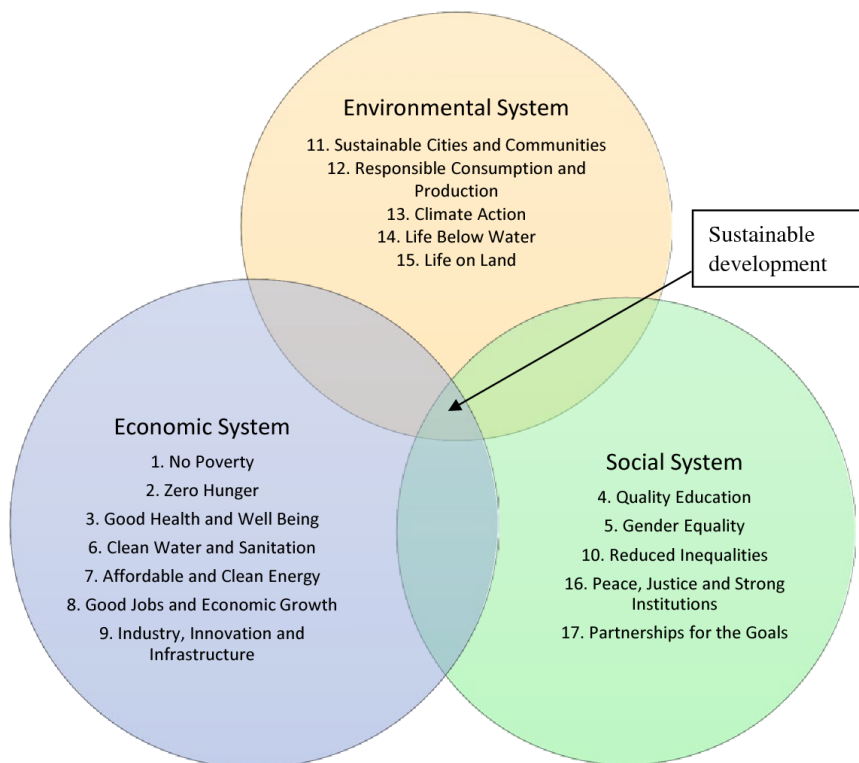 Environmental System
11. Sustainable Cities and Communities
12. Responsible Consumption and
Production
13. Climate Action
14. Life Below Water
15. Life on Land
Sustainable
development
Economic System
1. No Poverty
2. Zero Hunger
3. Good Health and Well Being
6. Clean Water and Sanitation
7. Affordable and Clean Energy
8. Good Jobs and Economic Growth
9. Industry, Innovation and
Infrastructure
Social System
4. Quality Education
5. Gender Equality
10. Reduced Inequalities
16. Peace, Justice and Strong
Institutions
17. Partnerships for the Goals